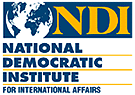 NDI
NATIONAL
DEMOCRATIC
INSTITUTE
FOR INTERNATIONAL AFFAIRS